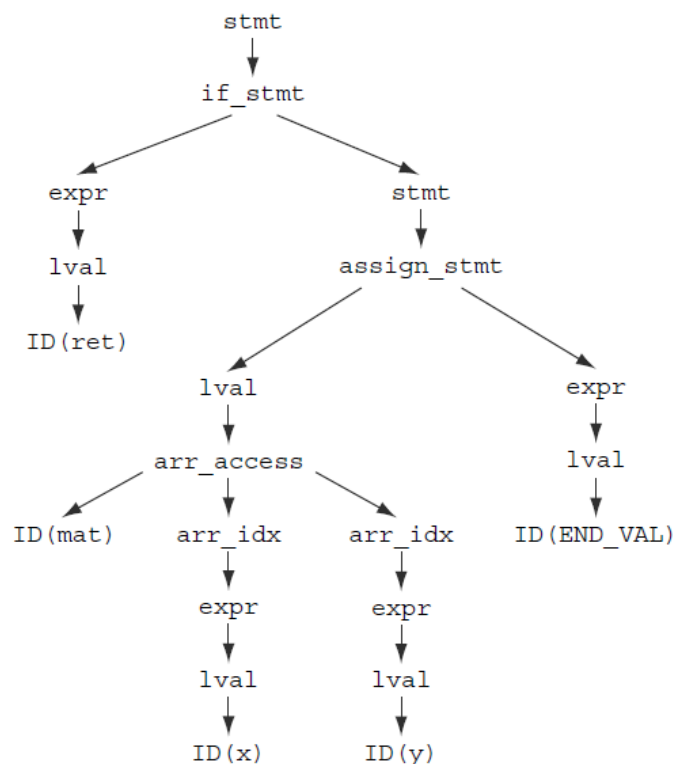 stmt
if_stmt
expr stmt
lval assign_stmt
ID(ret)
lval expr
arr_access lval
ID(mat) arr_idx arr_idx ID(END_VAL)
expr expr
lval lval
ID(x) ID(y)